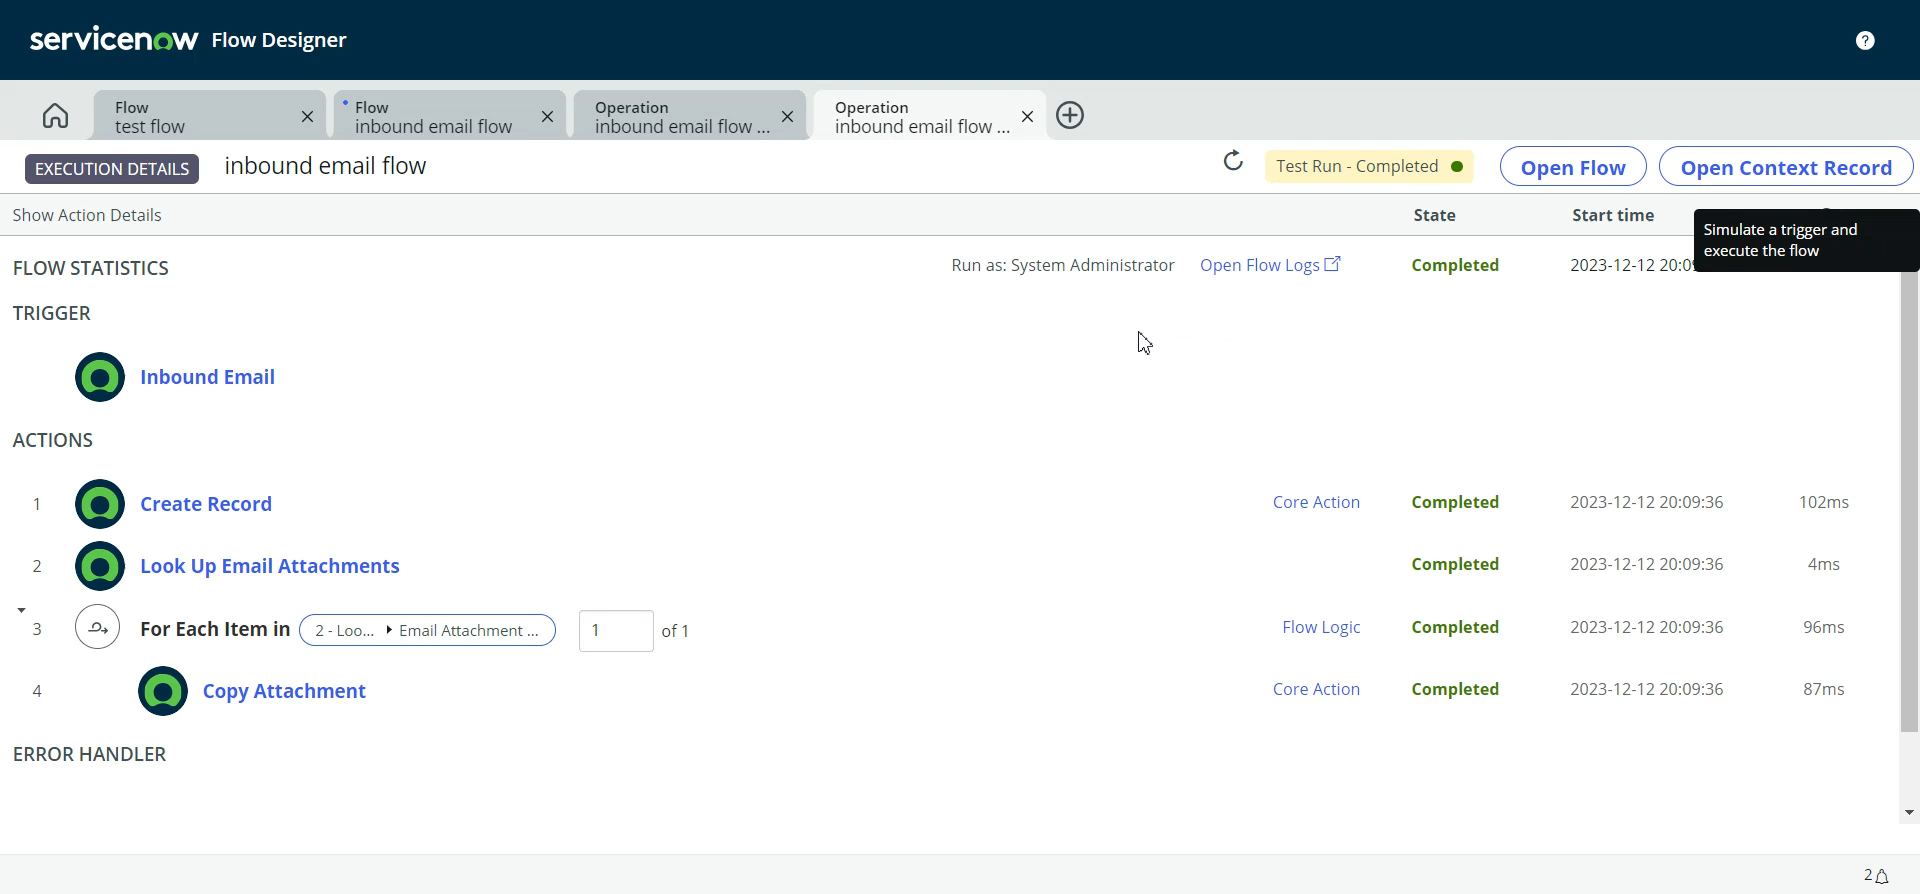 servicenow Flow Designer
?
Flow
test flow
Flow
inbound email flow
Operation
inbound email flow ...
Operation
inbound email flow ...
EXECUTION DETAILS
inbound email flow
Test Run - Completed
Open Flow
Open Context Record
Show Action Details
State
Start time
Simulate a trigger and
execute the flow
FLOW STATISTICS
Run as: System Administrator
Open Flow Logs
Completed
2023-12-12 20:0
TRIGGER
Inbound Email
ACTIONS
1 Create Record Core Action Completed 2023-12-12 20:09:36 102ms
2 Look Up Email Attachments Completed 2023-12-12 20:09:36 4ms
3 For Each Item in 2 - Loo... Email Attachment ... 1 of 1 Flow Logic Completed 2023-12-12 20:09:36 96ms
4 Copy Attachment Core Action Completed 2023-12-12 20:09:36 87ms
ERROR HANDLER
2